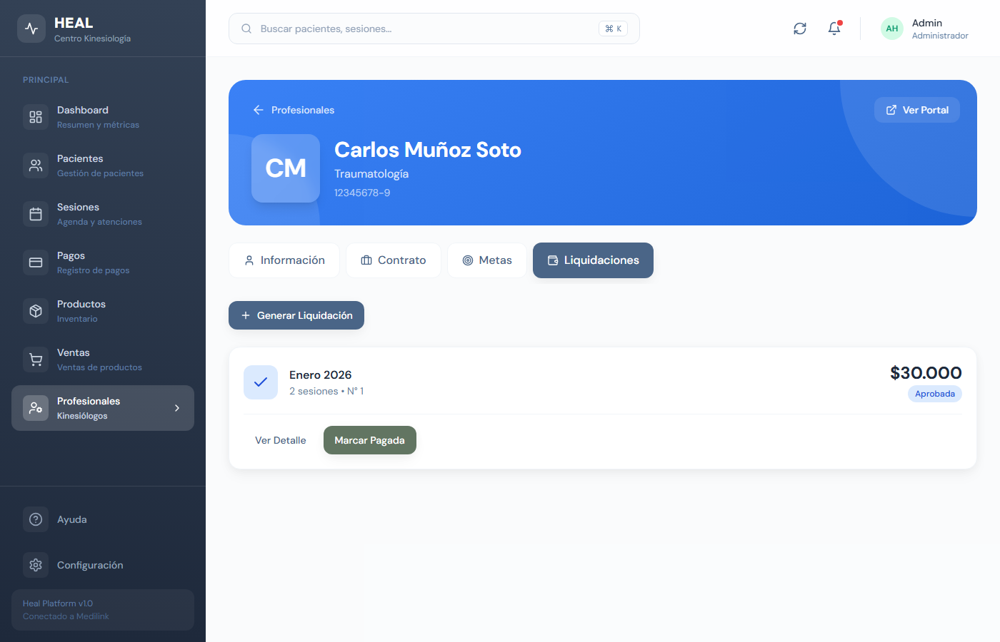 HEAL
Centro Kinesiología
PRINCIPAL
Dashboard
Resumen y métricas
Pacientes
Gestión de pacientes
Sesiones
Agenda y atenciones
Pagos
Registro de pagos
Productos
Inventario
Ventas
Ventas de productos
Profesionales
Kinesiólogos
Ayuda
Configuración
Heal Platform v1.0
Conectado a Medilink
Buscar pacientes, sesiones...
⌘ K
AH
Admin
Administrador
Profesionales
Ver Portal
CM
Carlos Muñoz Soto
Traumatología
12345678-9
Información
Contrato
Metas
Liquidaciones
Generar Liquidación
Enero 2026
2 sesiones • N° 1
$30.000
Aprobada
Ver Detalle
Marcar Pagada